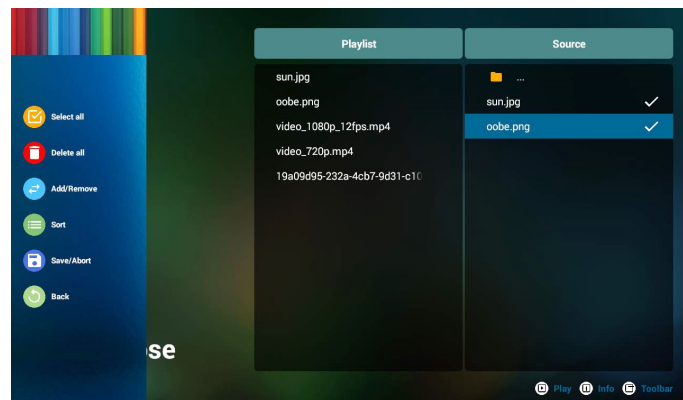 Select all
Delete all
Add/Remove
Sort
Save/Abort
Back
se
Playlist
sun.jpg
oobe.png
video_1080p_12fps.mp4
video_720p.mp4
19a09d95-232a-4cb7-9d31-c10
Source
...
sun.jpg
oobe.png
Play Info Toolbar